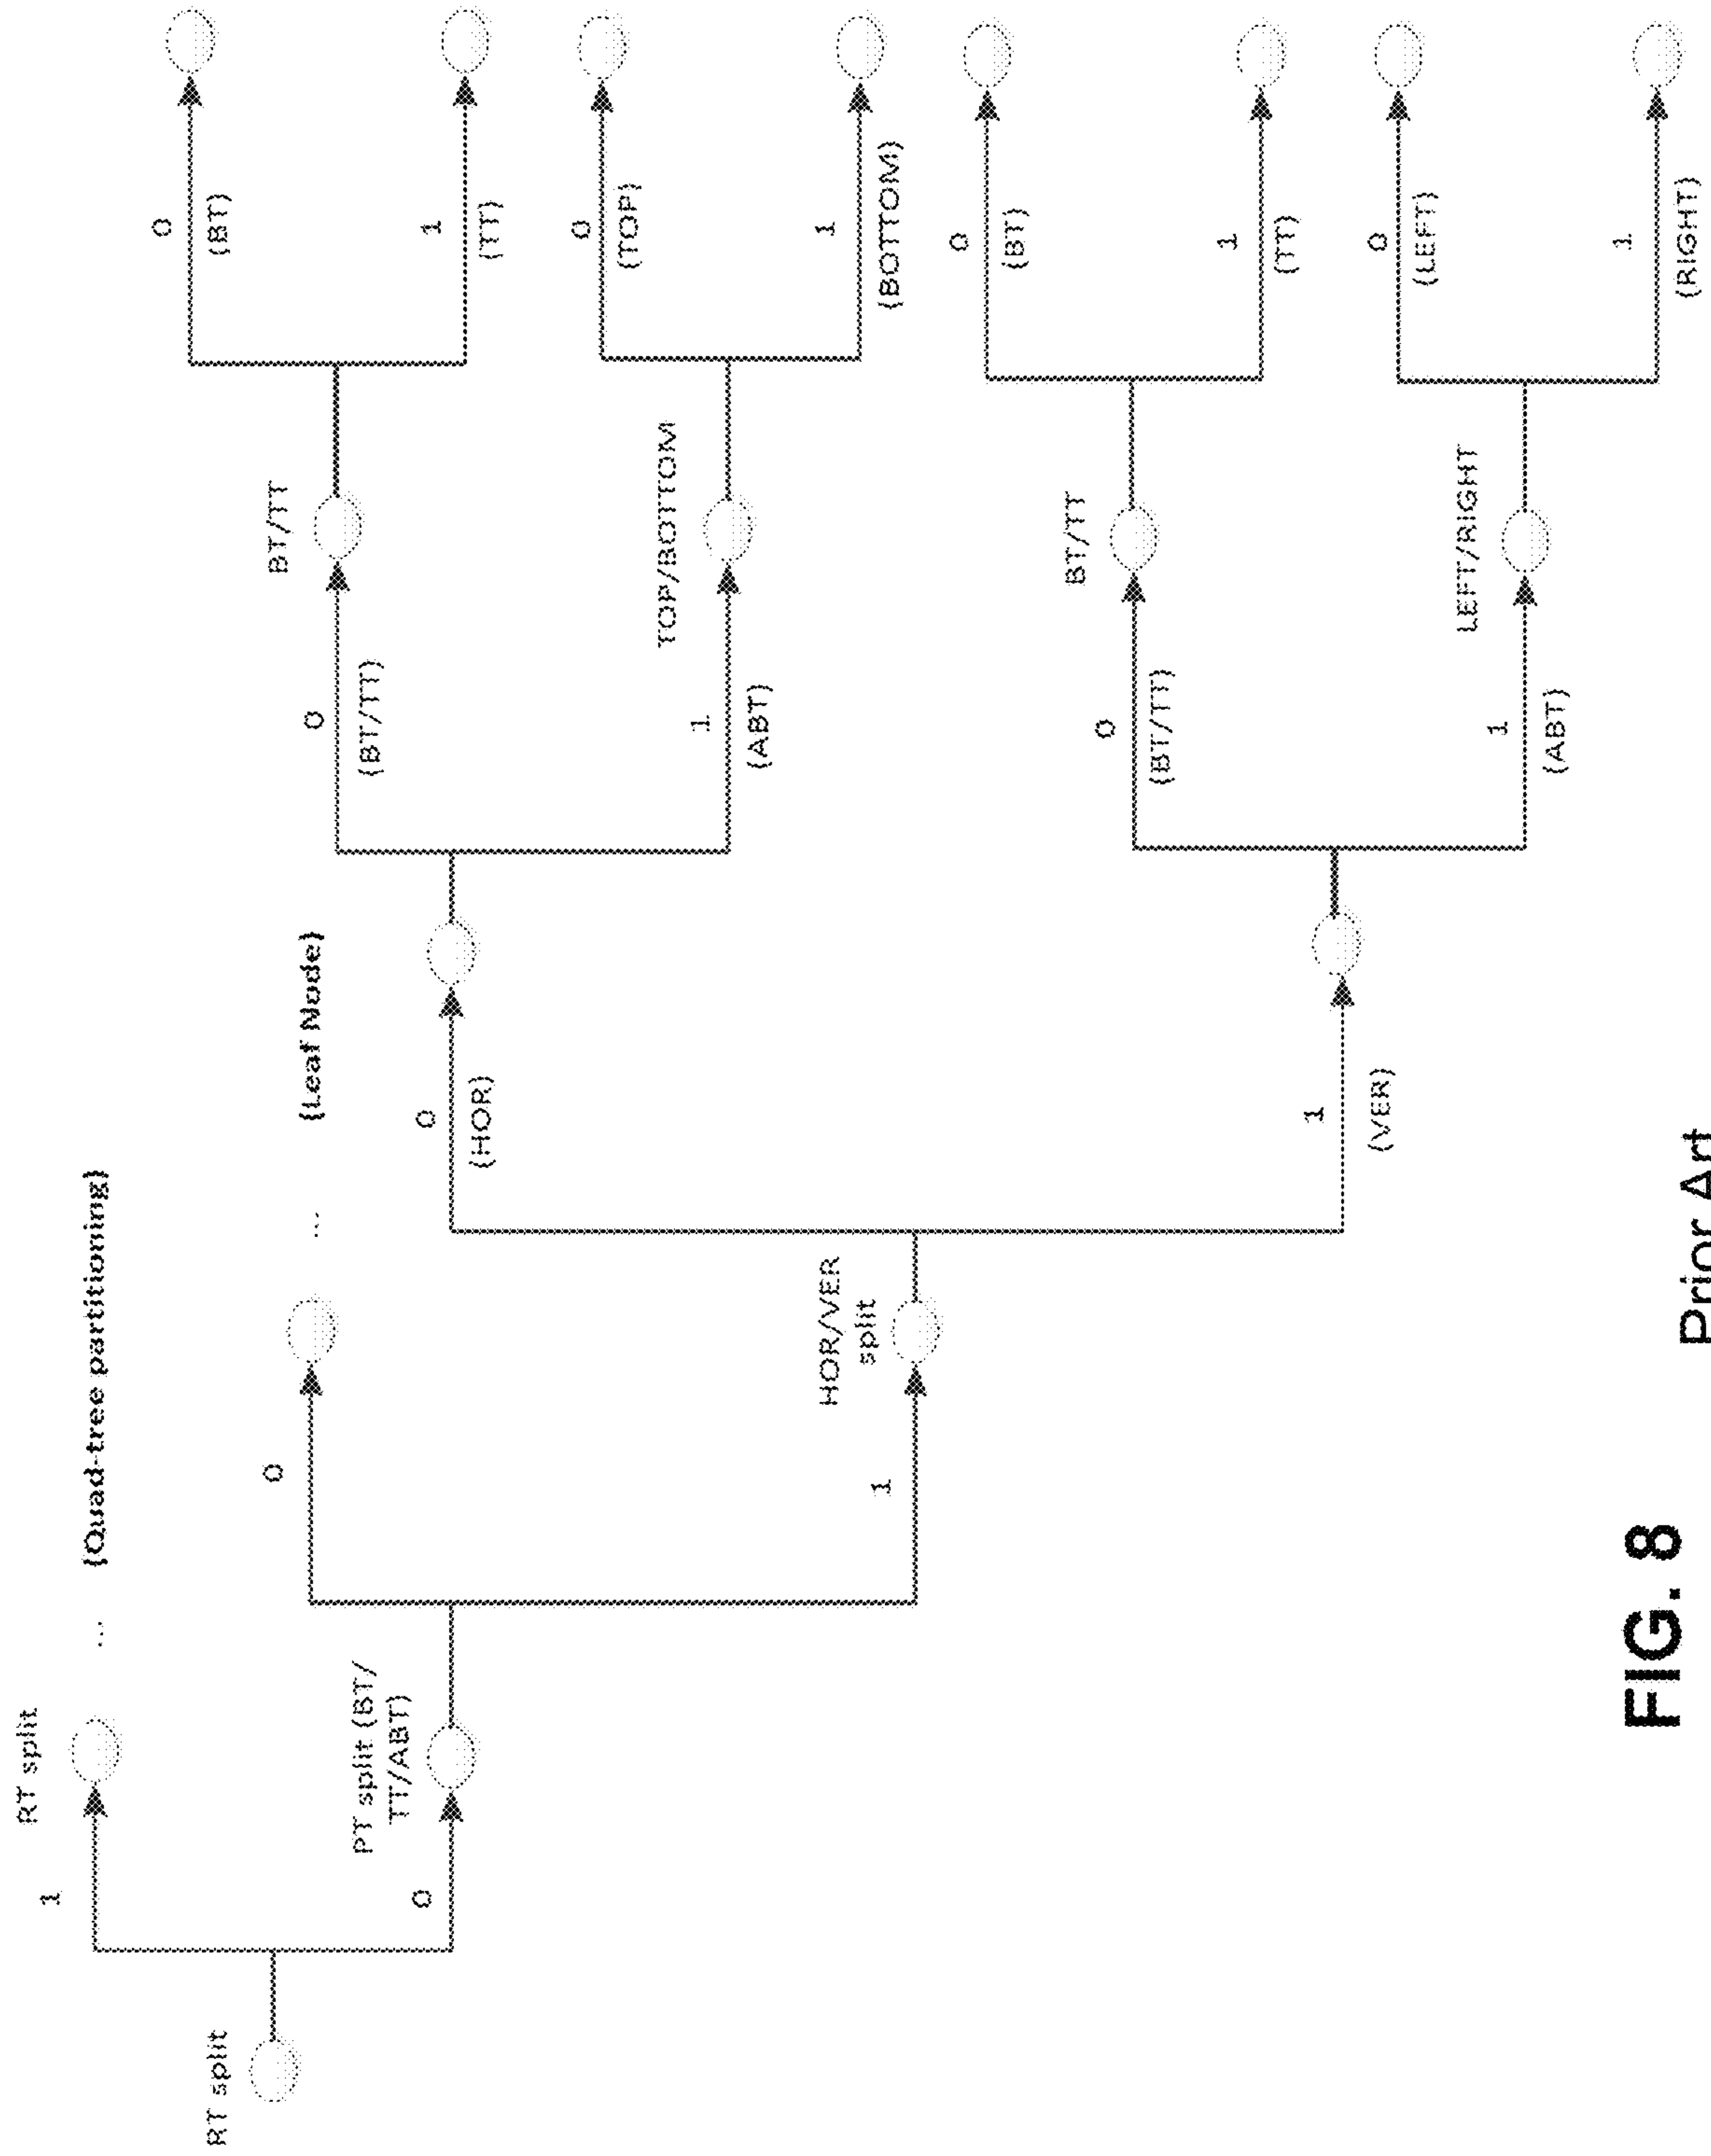 RT split
1
RT split
...
{Quad-tree partitioning}
0
PT split (BT/
TT/ABT)
0
...
{Leaf Node}
1
HOR/VER
split
0
{HOR}
1
{VER}
0
{BT/TT}
BT/TT
1
{ABT}
TOP/BOTTOM
0
{BT/TT}
BT/TT
1
{ABT}
LEFT/RIGHT
0
{BT}
1
{TT}
0
{TOP}
1
{BOTTOM}
0
{BT}
1
{TT}
0
{LEFT}
1
{RIGHT}
FIG. 8
Prior Art